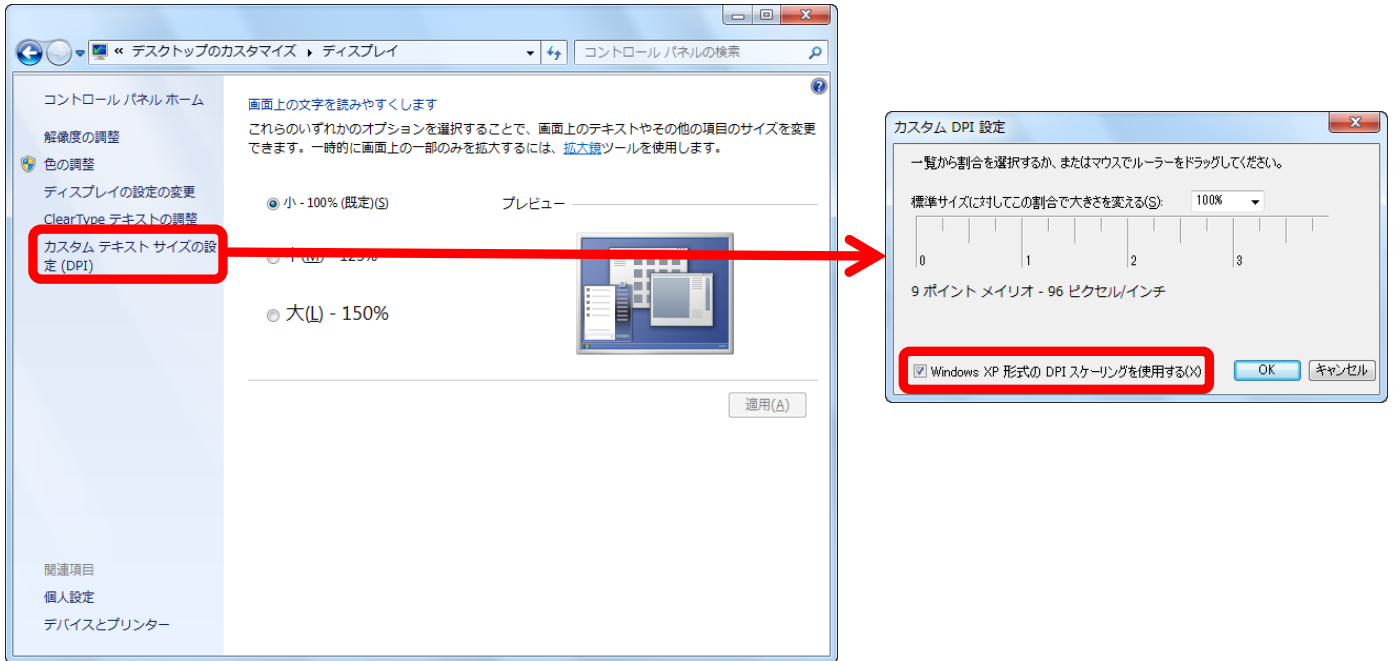 « デスクトップのカスタマイズ ▸ ディスプレイ
コントロール パネルの検索
コントロール パネル ホーム
解像度の調整
色の調整
ディスプレイの設定の変更
ClearType テキストの調整
カスタム テキスト サイズの設
定 (DPI)
関連項目
個人設定
デバイスとプリンター
画面上の文字を読みやすくします
これらのいずれかのオプションを選択することで、画面上のテキストやその他の項目のサイズを変更
できます。一時的に画面上の一部のみを拡大するには、拡大鏡ツールを使用します。
小 - 100% (既定)(S)
プレビュー
大(L) - 150%
適用(A)
カスタム DPI 設定
一覧から割合を選択するか、またはマウスでルーラーをドラッグしてください。
標準サイズに対してこの割合で大きさを変える(S): 100%
0 1 2 3
9 ポイント メイリオ - 96 ピクセル/インチ
Windows XP 形式の DPI スケーリングを使用する(X)
OK
キャンセル